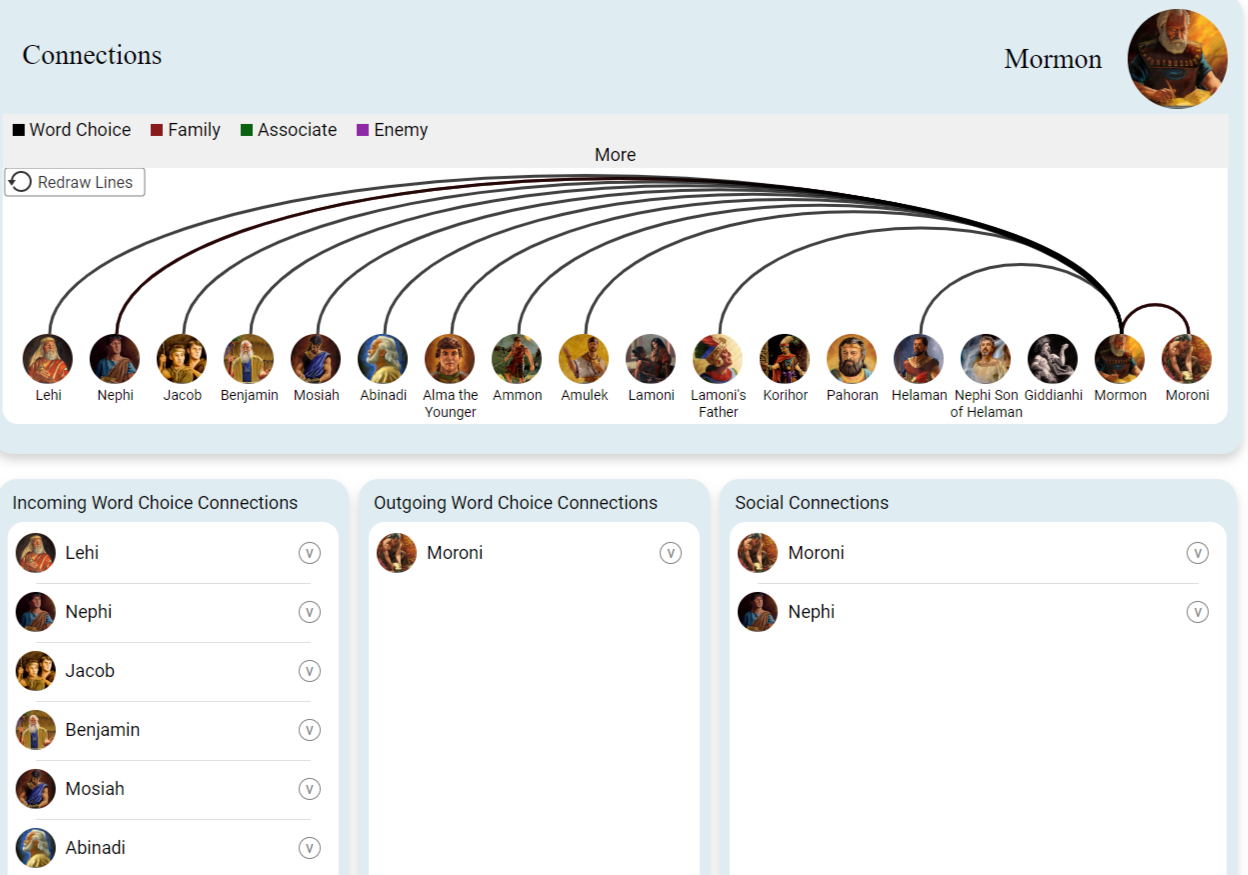 Connections
Mormon
Word Choice Family Associate Enemy
More
Redraw Lines
Lehi Nephi Jacob Benjamin Mosiah Abinadi Alma the Younger Ammon Amulek Lamoni Lamoni's Father Korihor Pahoran Helaman Nephi Son of Helaman Giddianhi Mormon Moroni
Incoming Word Choice Connections
Lehi V
Nephi V
Jacob V
Benjamin V
Mosiah V
Abinadi V
Outgoing Word Choice Connections
Moroni V
Social Connections
Moroni V
Nephi V